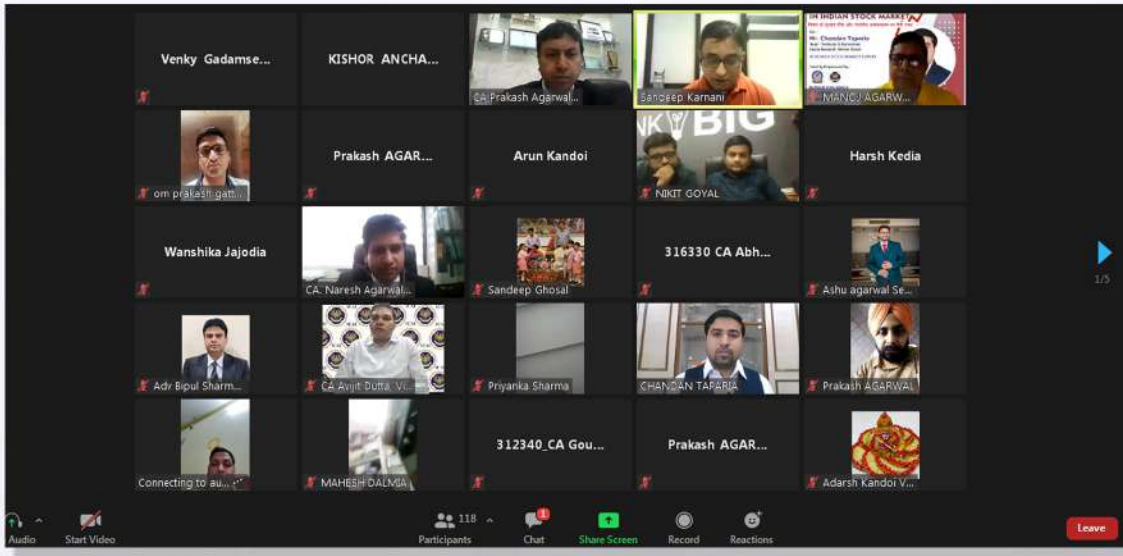 Venky Gadamse...
KISHOR ANCHA...
CA Prakash Agarwal...
Sandeep Karnani
IN INDIAN STOCK MARKET
Mr. Chandan Taparia
MANOJ AGARW...
om prakash gatt...
Prakash AGAR...
Arun Kandoi
NK BIG
NIKIT GOYAL
Harsh Kedia
Wanshika Jajodia
CA. Naresh Agarwal...
Sandeep Ghosal
316330 CA Abh...
Ashu agarwal Se...
1/5
Adv Bipul Sharm...
CA Avijit Dutta, Vi...
Priyanka Sharma
CHANDAN TAPARIA
Prakash AGARWAL
Connecting to au...
MAHESH DALMIA
312340_CA Gou...
Prakash AGAR...
Adarsh Kandoi V...
Audio
Start Video
118
Participants
1
Chat
Share Screen
Record
Reactions
Leave